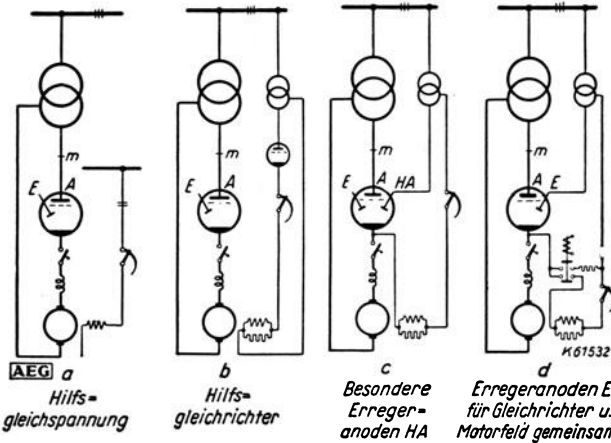 m
E
A
m
E
A
m
E
A
HA
m
A
E
K61532
AEG
a
b
c
d
Hilfs=
gleichspannung
Hilfs=
gleichrichter
Besondere
Erreger=
anoden HA
Erregeranoden E
für Gleichrichter u.
Motorfeld gemeinsam